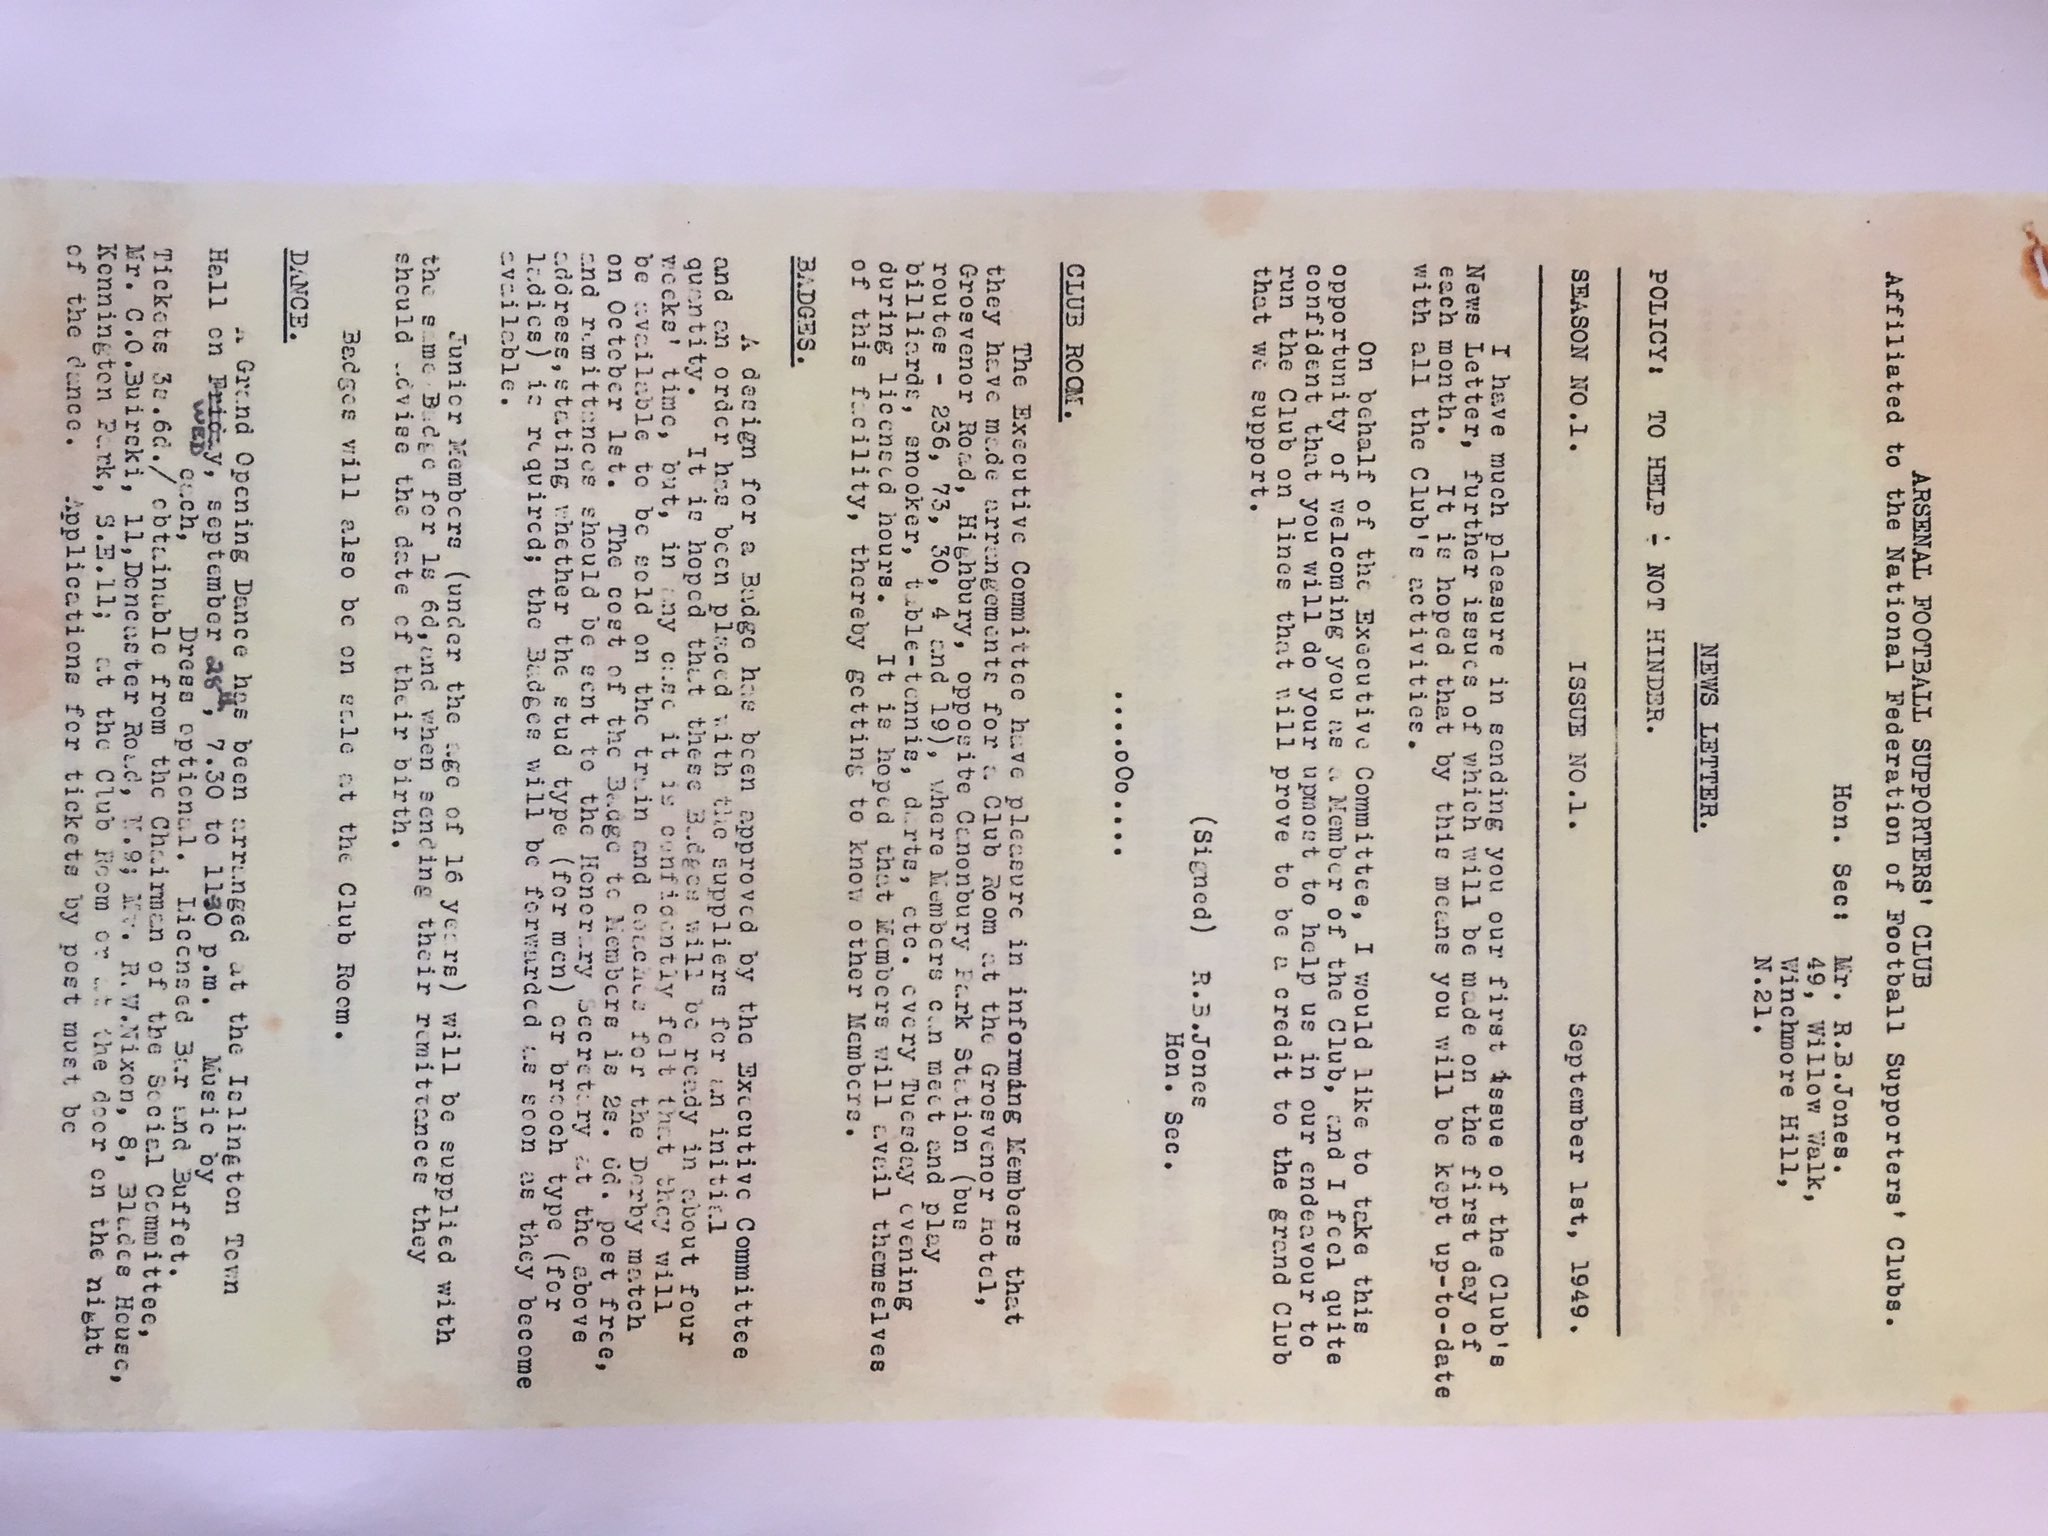 ARSENAL FOOTBALL SUPPORTERS' CLUB
Affiliated to the National Federation of Football Supporters' Clubs.
Hon. Sec: Mr. R.B.Jones.
49, Willow Walk,
Winchmore Hill,
N.21.
NEWS LETTER.
POLICY: TO HELP - NOT HINDER.
SEASON NO.1. ISSUE NO.1. September 1st, 1949.
I have much pleasure in sending you our first issue of the Club's
News Letter, further issues of which will be made on the first day of
each month. It is hoped that by this means you will be kept up-to-date
with all the Club's activities.
On behalf of the Executive Committee, I would like to take this
opportunity of welcoming you as a Member of the Club, and I feel quite
confident that you will do your upmost to help us in our endeavour to
run the Club on lines that will prove to be a credit to the grand Club
that we support.
(Signed) R.B.Jones
Hon. Sec.
....oOo....
CLUB ROOM.
The Executive Committee have pleasure in informing Members that
they have made arrangements for a Club Room at the Grosvenor Hotel,
Grosvenor Road, Highbury, opposite Canonbury Park Station (bus
routes - 236, 73, 30, 4 and 19), where Members can meet and play
billiards, snooker, table-tennis, darts, etc. every Tuesday evening
during licensed hours. It is hoped that Members will avail themselves
of this facility, thereby getting to know other Members.
BADGES.
A design for a Badge has been approved by the Executive Committee
and an order has been placed with the suppliers for an initial
quantity. It is hoped that these Badges will be ready in about four
weeks' time, but, in any case it is confidently felt that they will
be available to be sold on the train and coaches for the Derby match
on October 1st. The cost of the Badge to Members is 2s. 6d. post free,
and remittances should be sent to the Honorary Secretary at the above
address,stating whether the stud type (for men) or brooch type (for
ladies) is required; the Badges will be forwarded as soon as they become
available.
Junior Members (under the age of 16 years) will be supplied with
the same Badge for 1s 6d,and when sending their remittances they
should advise the date of their birth.
Badges will also be on sale at the Club Room.
DANCE.
A Grand Opening Dance has been arranged at the Islington Town
Hall on Friday, september 28th, 7.30 to 11.30 p.m. Music by
WED each, Dress optional. Licensed Bar and Buffet.
Tickets 3s.6d./ obtainable from the Chairman of the Social Committee,
Mr. C.O.Buircki, 11,Doncaster Road, N.9; Mr. R.W.Nixon, 8, Blades House,
Kennington Park, S.E.11; at the Club Room or at the door on the night
of the dance. Applications for tickets by post must be